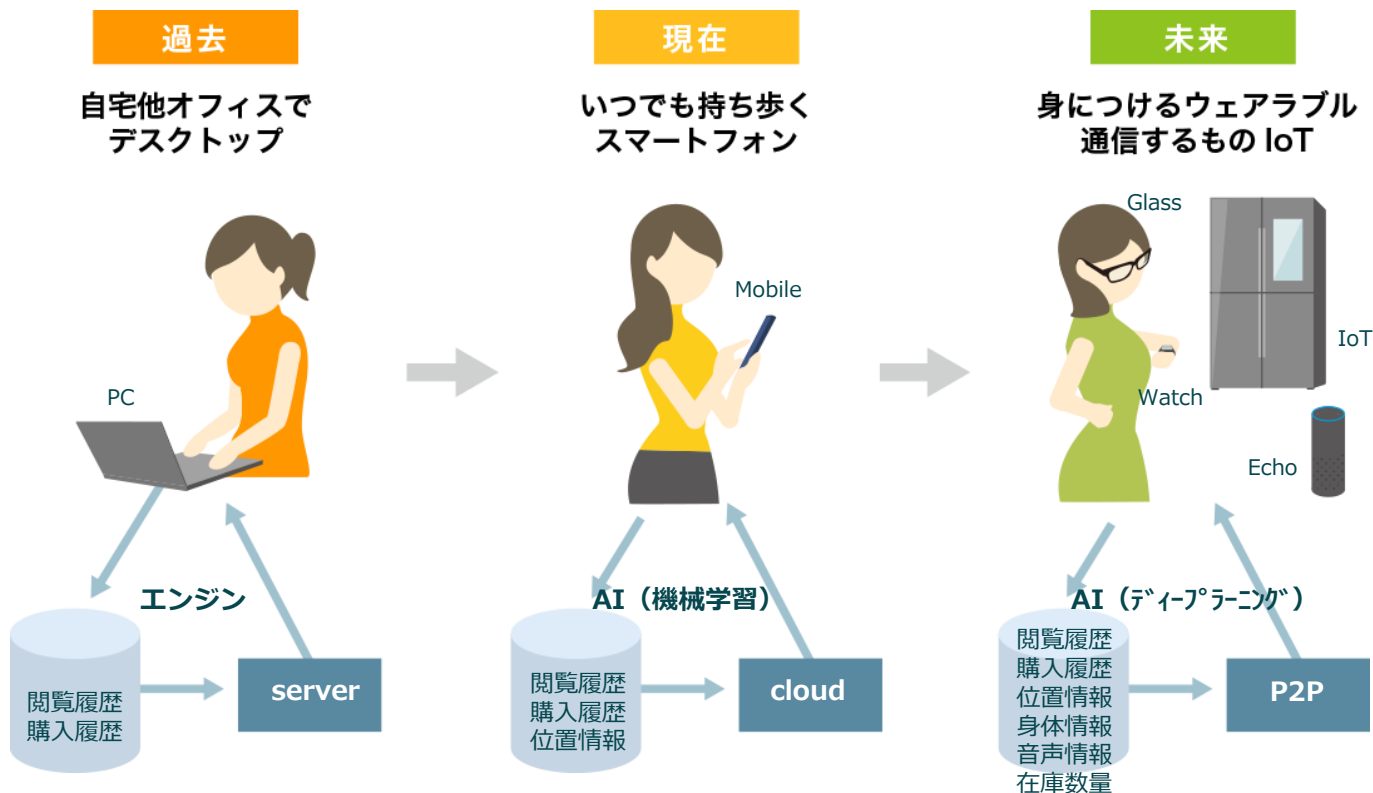 過去
自宅他オフィスで
デスクトップ
PC
エンジン
閲覧履歴
購入履歴
server
現在
いつでも持ち歩く
スマートフォン
Mobile
AI（機械学習）
閲覧履歴
購入履歴
位置情報
cloud
未来
身につけるウェアラブル
通信するもの IoT
Glass
IoT
Watch
Echo
AI（ﾃﾞｨｰﾌﾟﾗｰﾆﾝｸﾞ）
閲覧履歴
購入履歴
位置情報
身体情報
音声情報
在庫数量
P2P